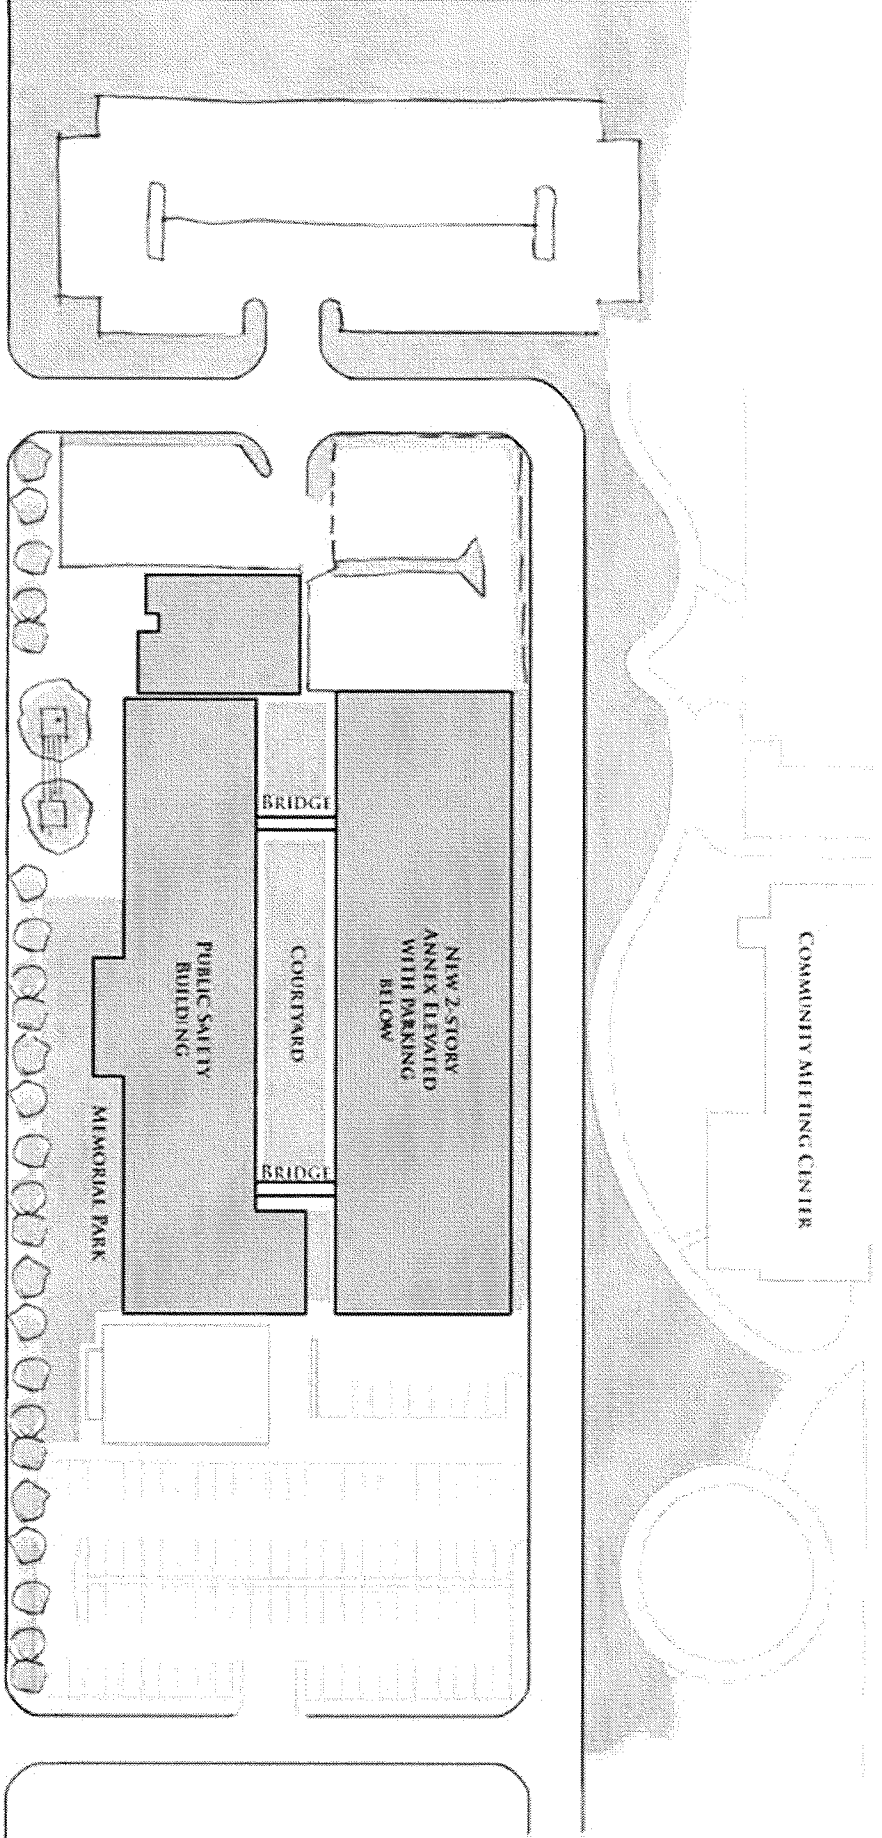 COMMUNITY MEETING CENTER
NEW 2-STORY
ANNEX ELEVATED
WITH PARKING
BELOW
BRIDGE
COURTYARD
BRIDGE
PUBLIC SAFETY
BUILDING
MEMORIAL PARK